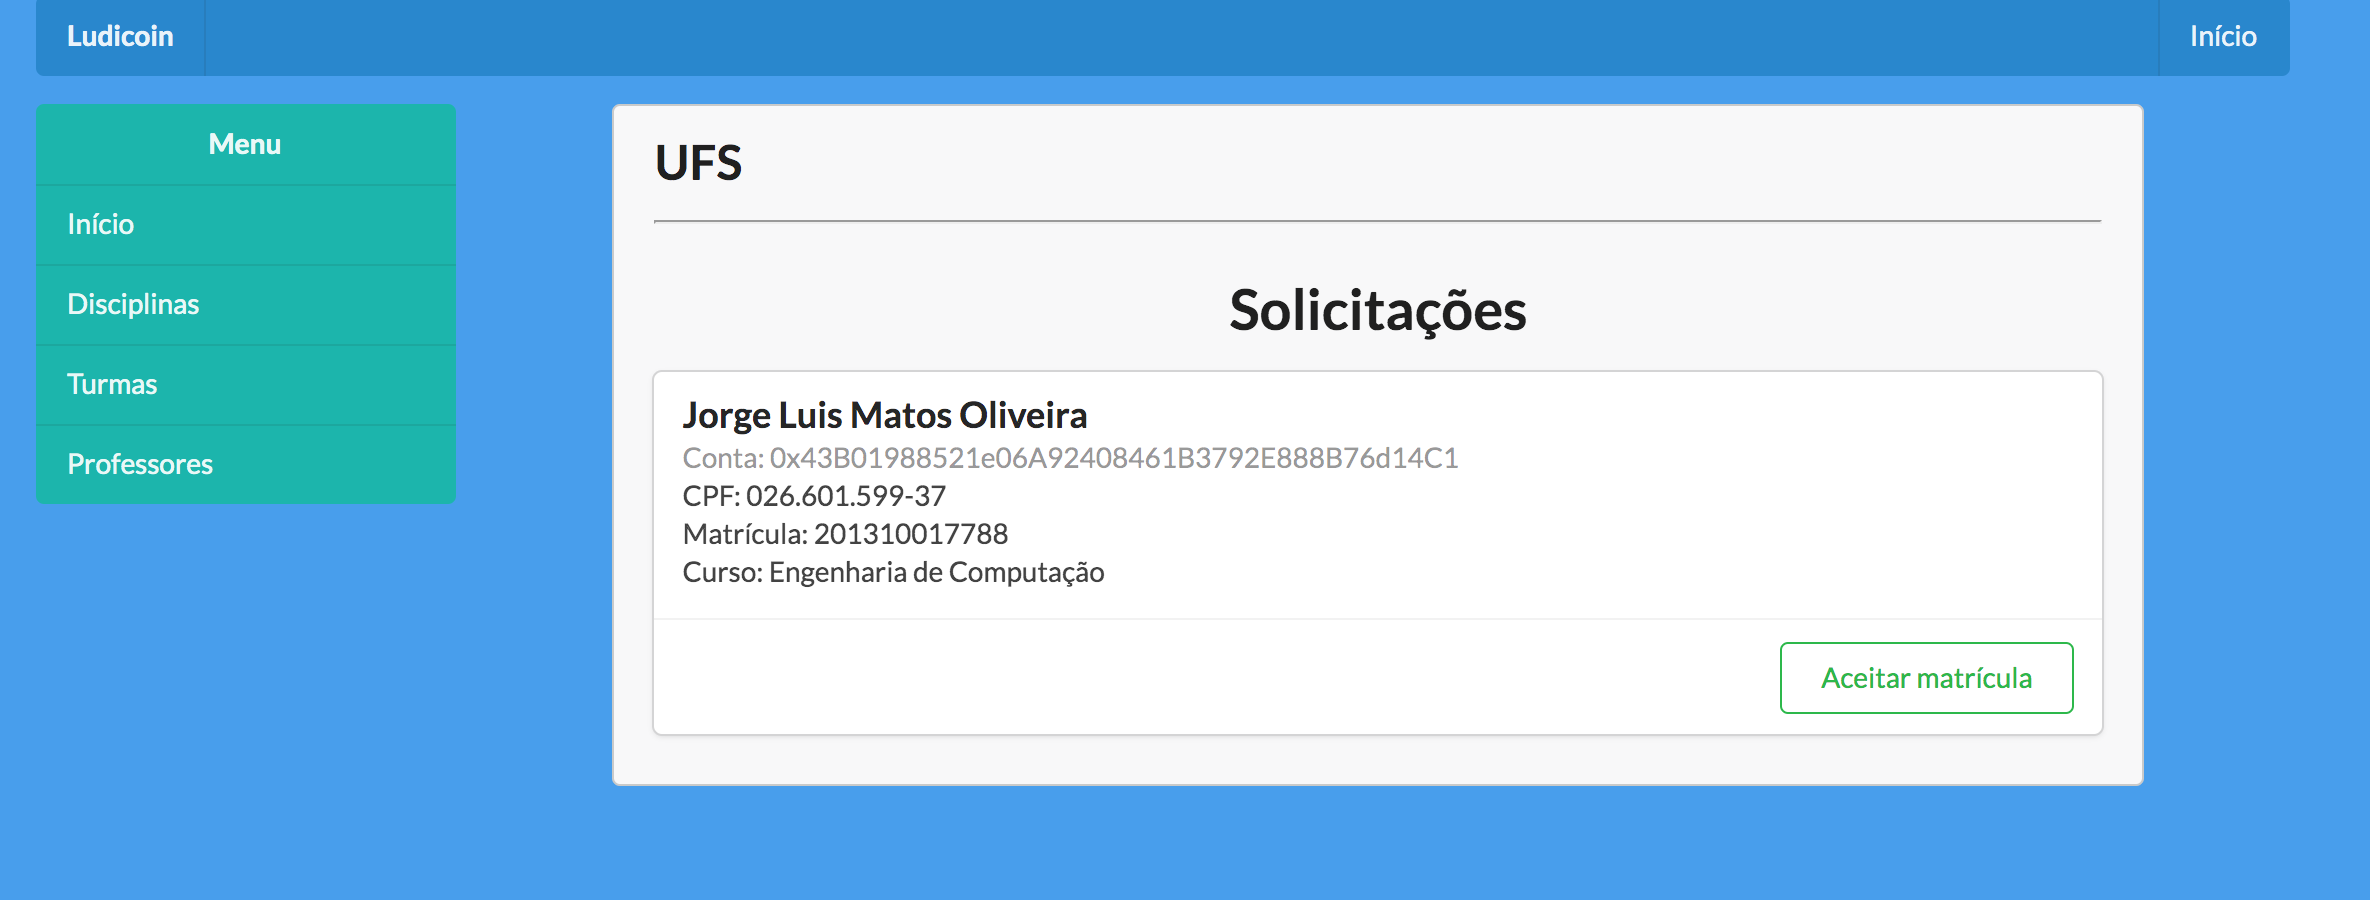 Ludicoin
Início
Menu
Início
Disciplinas
Turmas
Professores
UFS
Solicitações
Jorge Luis Matos Oliveira
Conta: 0x43B01988521e06A92408461B3792E888B76d14C1
CPF: 026.601.599-37
Matrícula: 201310017788
Curso: Engenharia de Computação
Aceitar matrícula